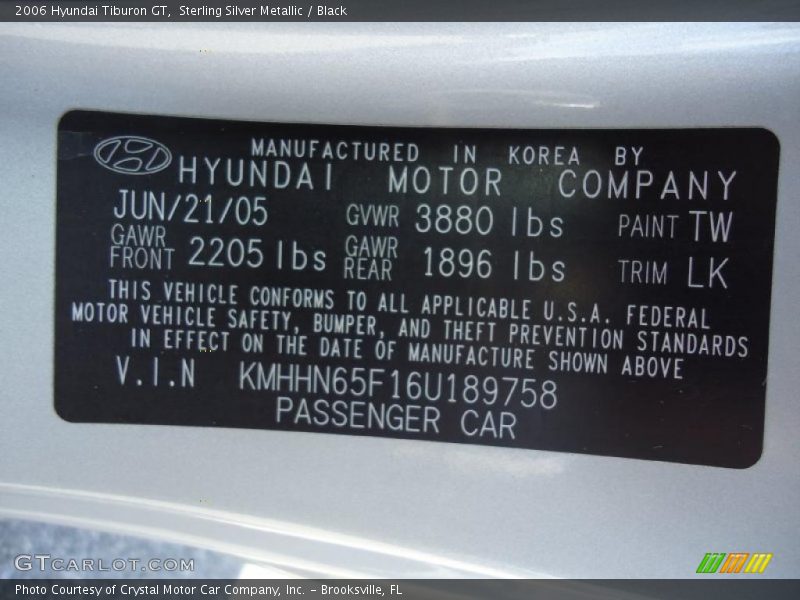 2006 Hyundai Tiburon GT,  Sterling Silver Metallic / Black
MANUFACTURED IN KOREA BY
HYUNDAI MOTOR COMPANY
JUN/21/05 GVWR 3880 lbs PAINT TW
GAWR FRONT 2205 lbs GAWR REAR 1896 lbs TRIM LK
THIS VEHICLE CONFORMS TO ALL APPLICABLE U.S.A. FEDERAL
MOTOR VEHICLE SAFETY, BUMPER, AND THEFT PREVENTION STANDARDS
IN EFFECT ON THE DATE OF MANUFACTURE SHOWN ABOVE
V.I.N KMHHN65F16U189758
PASSENGER CAR
GTCARLOT.COM
Photo Courtesy of Crystal Motor Car Company, Inc. – Brooksville, FL